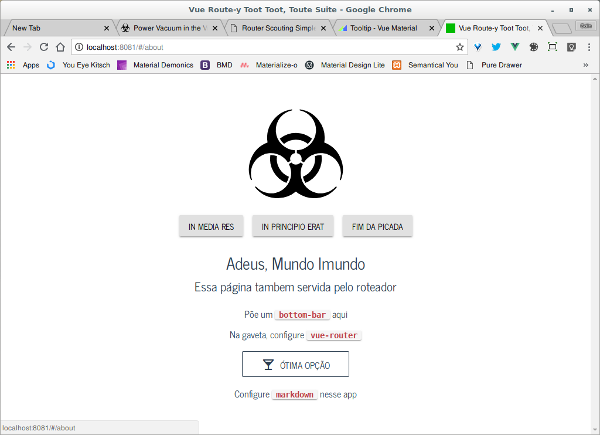 Vue Route-y Toot Toot, Toute Suite - Google Chrome
New Tab
Power Vacuum in the V
Router Scouting Simple
Tooltip - Vue Material
Vue Route-y Toot Toot,
localhost:8081/#/about
Apps
You Eye Kitsch
Material Demonics
B BMD
Materialize-o
Material Design Lite
Semantical You
Pure Drawer
»
IN MEDIA RES
IN PRINCIPIO ERAT
FIM DA PICADA
Adeus, Mundo Imundo
Essa página tambem servida pelo roteador
Põe um bottom-bar aqui
Na gaveta, configure vue-router
ÓTIMA OPÇÃO
Configure markdown nesse app
localhost:8081/#/about